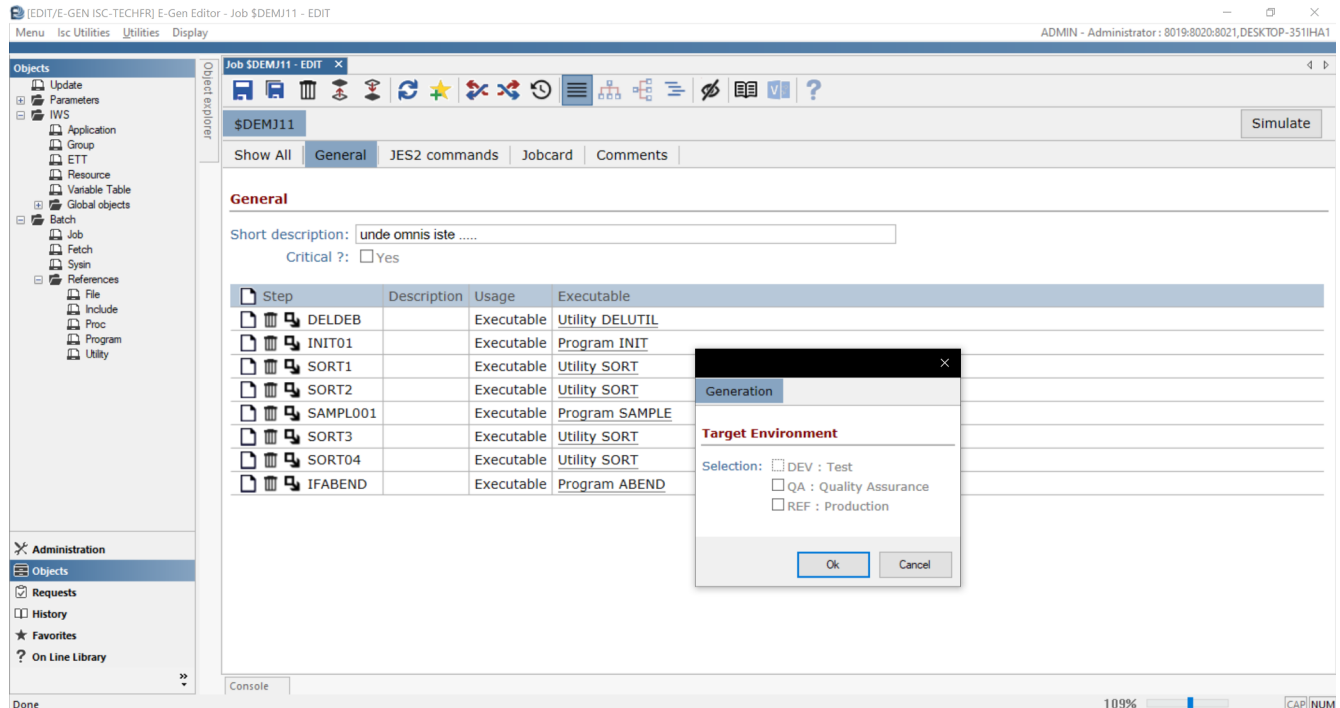 [EDIT/E-GEN ISC-TECHFR] E-Gen Editor - Job $DEMJ11 - EDIT
Menu Isc Utilities Utilities Display
ADMIN - Administrator : 8019:8020:8021,DESKTOP-351IHA1
Objects
Update
Parameters
IWS
Application
Group
ETT
Resource
Variable Table
Global objects
Batch
Job
Fetch
Sysin
References
File
Include
Proc
Program
Utility
Administration
Objects
Requests
History
Favorites
? On Line Library
Object explorer
Job $DEMJ11 - EDIT
$DEMJ11
Simulate
Show All General JES2 commands Jobcard Comments
General
Short description: unde omnis iste .....
Critical ?: Yes
Step Description Usage Executable
DELDEB Executable Utility DELUTIL
INIT01 Executable Program INIT
SORT1 Executable Utility SORT
SORT2 Executable Utility SORT
SAMPL001 Executable Program SAMPLE
SORT3 Executable Utility SORT
SORT04 Executable Utility SORT
IFABEND Executable Program ABEND
Generation
Target Environment
Selection: DEV : Test
QA : Quality Assurance
REF : Production
Ok Cancel
Console
Done
109%
CAP NUM